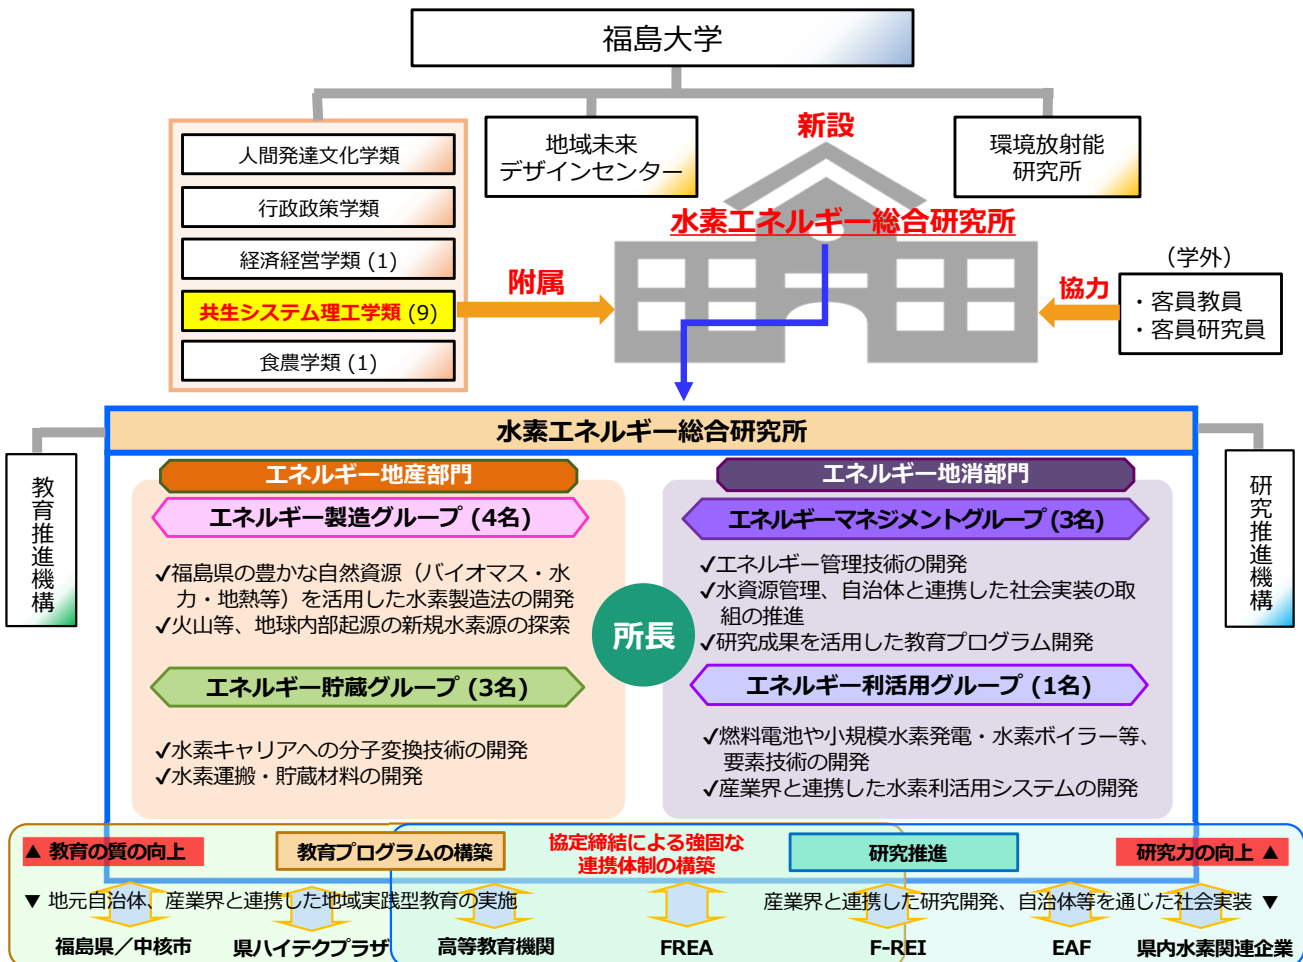 福島大学
人間発達文化学類
行政政策学類
経済経営学類 (1)
共生システム理工学類 (9)
食農学類 (1)
地域未来
デザインセンター
新設
環境放射能
研究所
水素エネルギー総合研究所
附属
協力
（学外）
・客員教員
・客員研究員
水素エネルギー総合研究所
教育推進機構
研究推進機構
エネルギー地産部門
エネルギー製造グループ (4名)
✓福島県の豊かな自然資源（バイオマス・水
力・地熱等）を活用した水素製造法の開発
✓火山等、地球内部起源の新規水素源の探索
エネルギー貯蔵グループ (3名)
✓水素キャリアへの分子変換技術の開発
✓水素運搬・貯蔵材料の開発
所長
エネルギー地消部門
エネルギーマネジメントグループ (3名)
✓エネルギー管理技術の開発
✓水資源管理、自治体と連携した社会実装の取
組の推進
✓研究成果を活用した教育プログラム開発
エネルギー利活用グループ (1名)
✓燃料電池や小規模水素発電・水素ボイラー等、
要素技術の開発
✓産業界と連携した水素利活用システムの開発
▲ 教育の質の向上
教育プログラムの構築
協定締結による強固な
連携体制の構築
研究推進
研究力の向上 ▲
▼ 地元自治体、産業界と連携した地域実践型教育の実施
産業界と連携した研究開発、自治体等を通じた社会実装 ▼
福島県／中核市
県ハイテクプラザ
高等教育機関
FREA
F-REI
EAF
県内水素関連企業